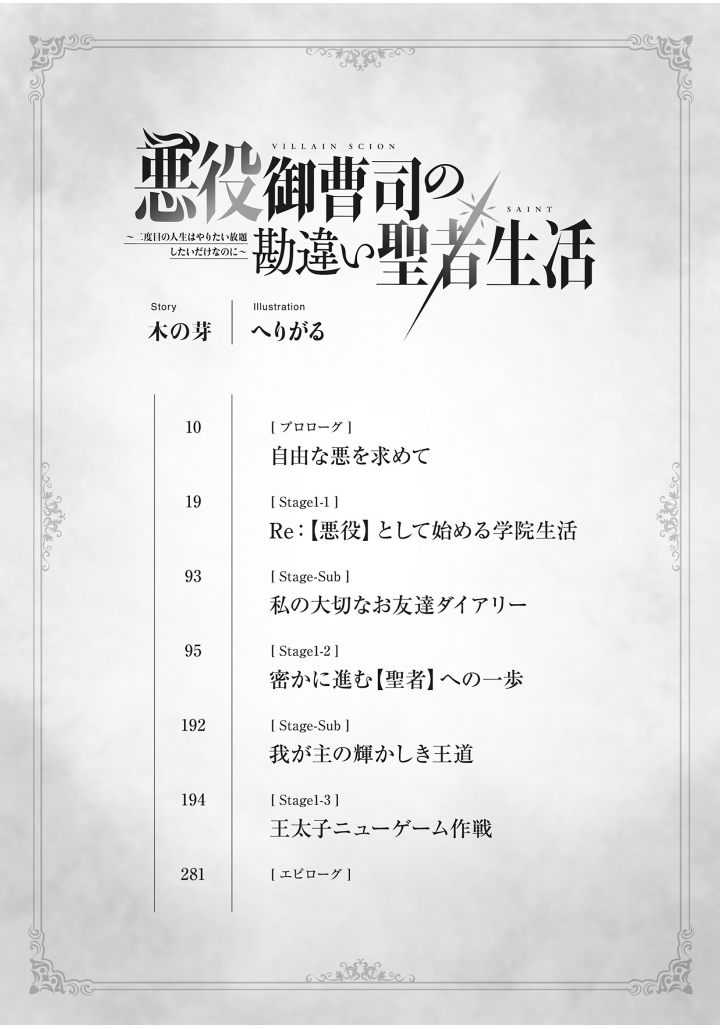 VILLAIN SCION
悪役御曹司の
SAINT
勘違い聖者生活
～二度目の人生はやりたい放題
したいだけなのに～
Story
木の芽
Illustration
へりがる
10
[ プロローグ ]
自由な悪を求めて
19
[ Stage1-1 ]
Re：【悪役】として始める学院生活
93
[ Stage-Sub ]
私の大切なお友達ダイアリー
95
[ Stage1-2 ]
密かに進む【聖者】への一歩
192
[ Stage-Sub ]
我が主の輝かしき王道
194
[ Stage1-3 ]
王太子ニューゲーム作戦
281
[ エピローグ ]